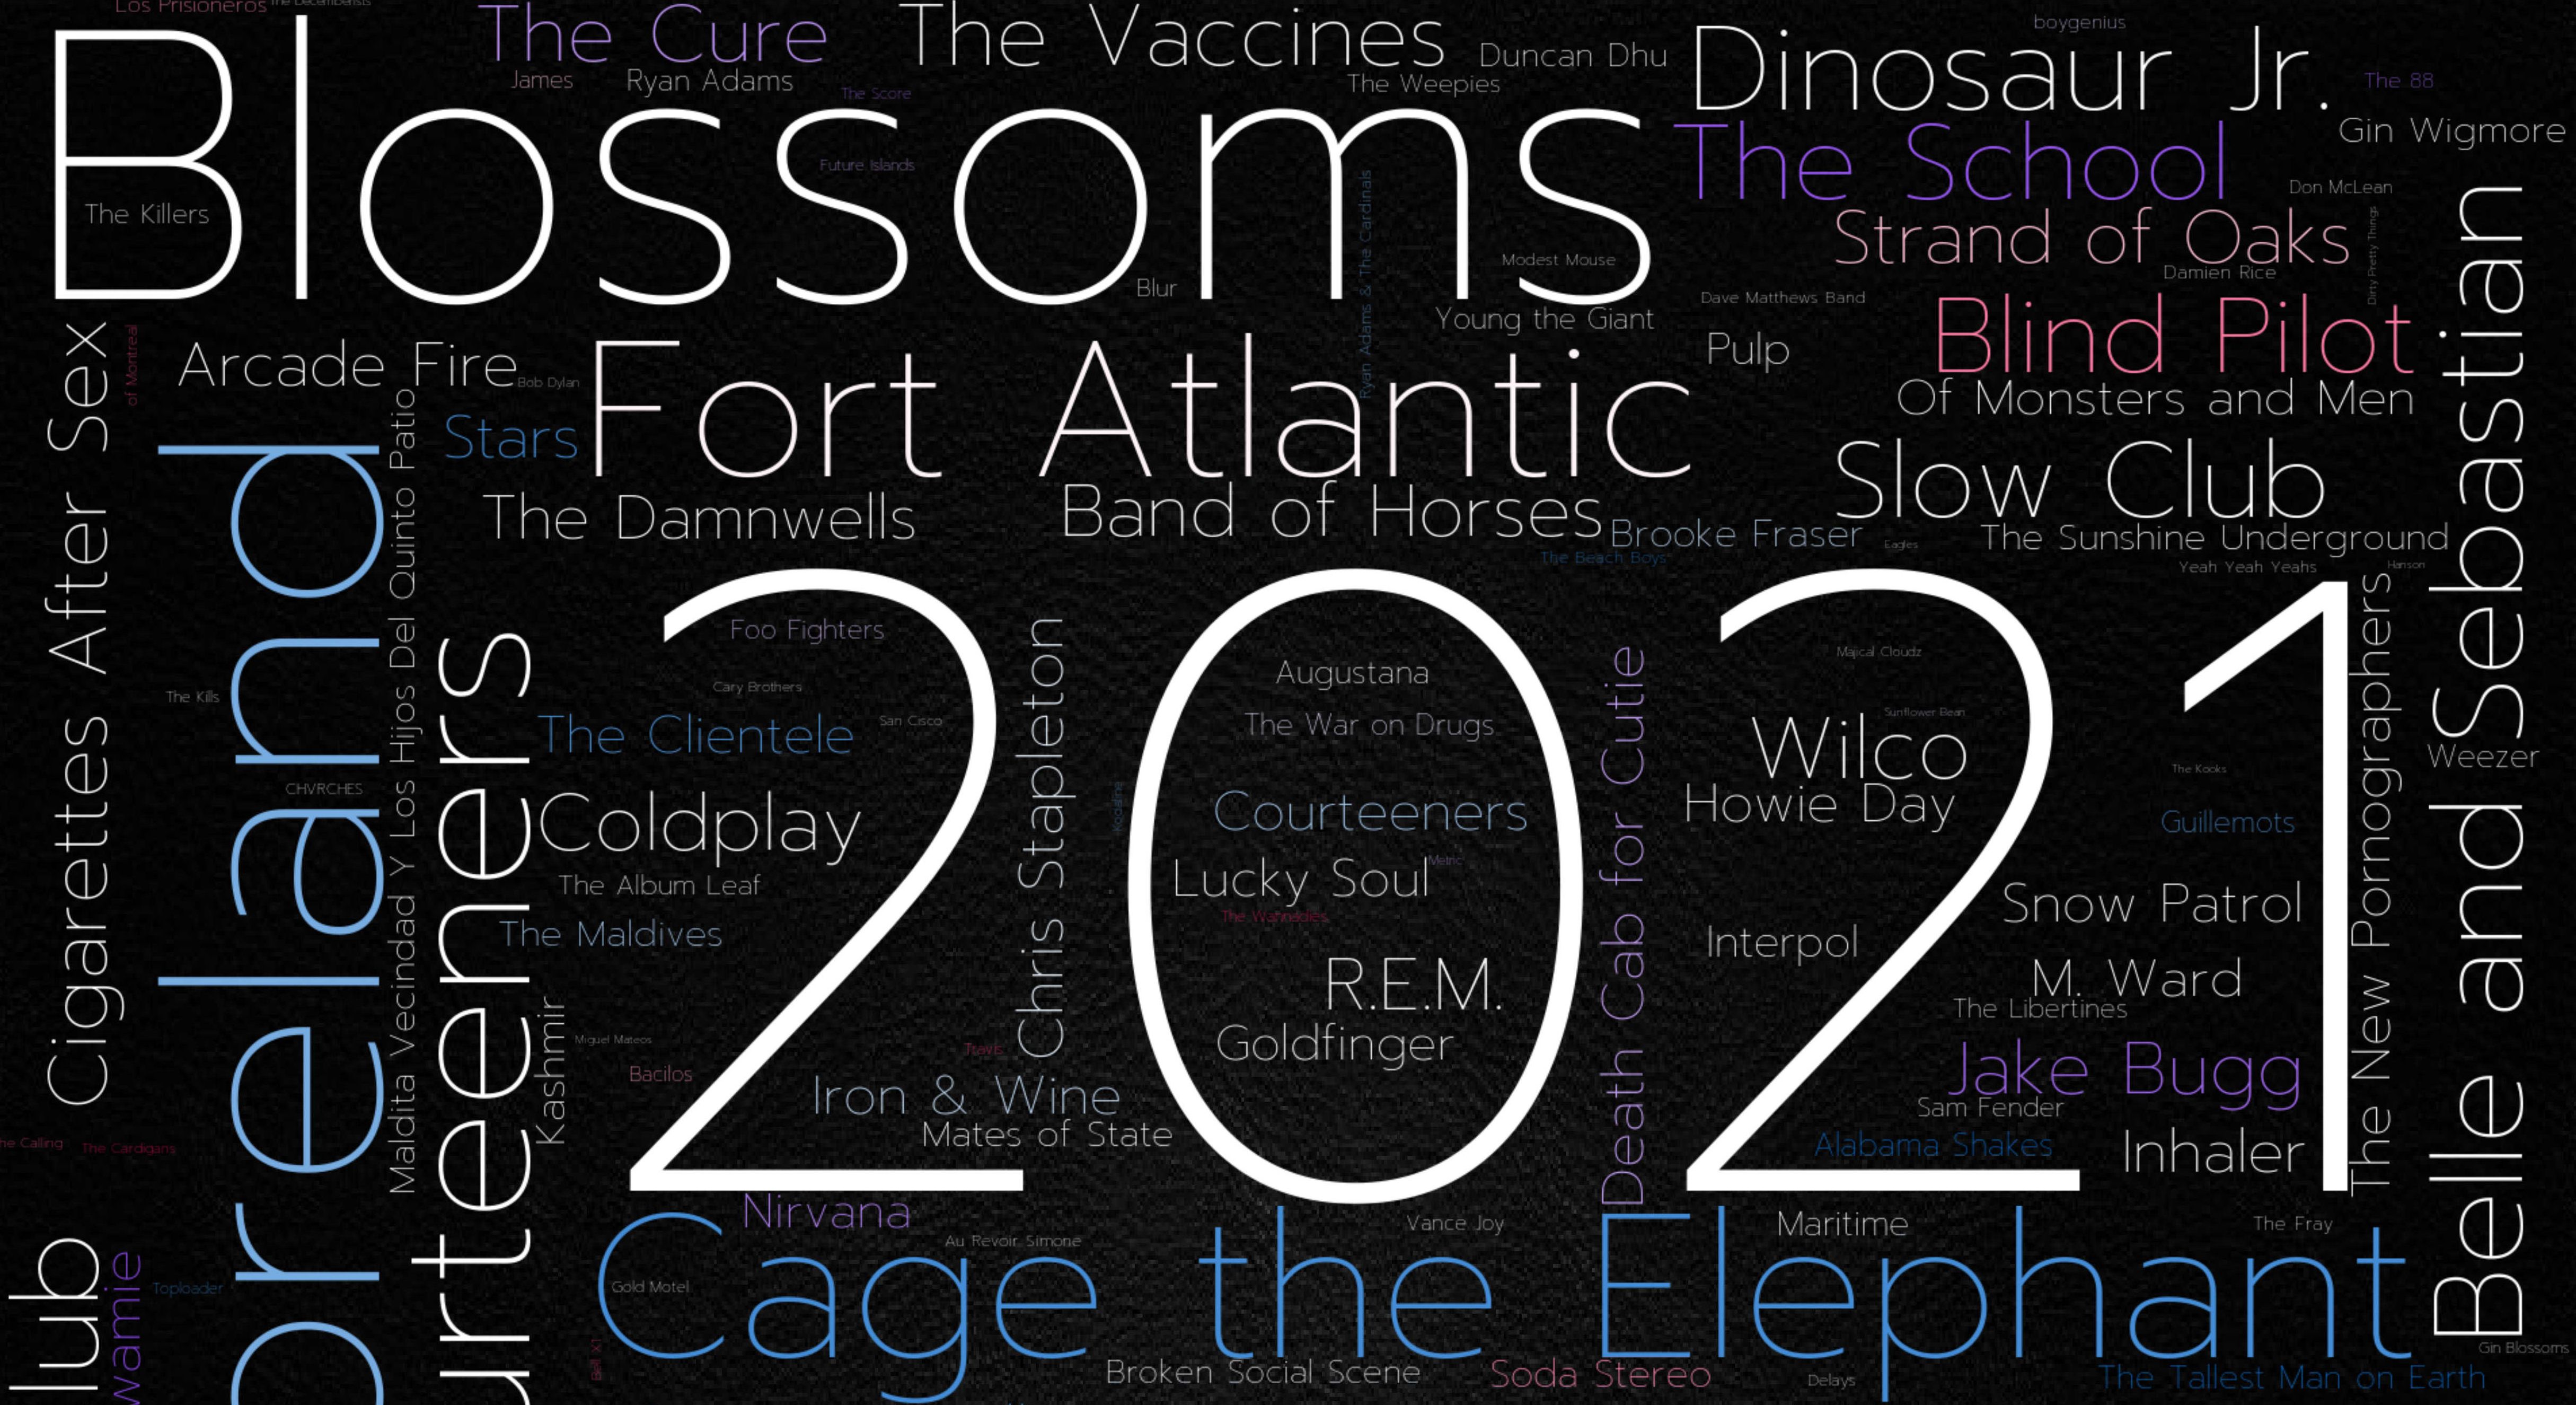 Los Prisioneros
The Decemberists
The Cure
The Vaccines
Duncan Dhu
boygenius
Dinosaur Jr.
The 88
James
Ryan Adams
The Score
The Weepies
Blossoms
Gin Wigmore
The School
Future Islands
Don McLean
The Killers
Ryan Adams & The Cardinals
Strand of Oaks
Dirty Pretty Things
Modest Mouse
Damien Rice
Blur
Dave Matthews Band
Young the Giant
Blind Pilot
Pulp
Cigarettes After Sex
of Montreal
Arcade Fire
Bob Dylan
Fort Atlantic
Of Monsters and Men
Belle and Sebastian
Stars
Slow Club
The Damnwells
Band of Horses
Brooke Fraser
Eagles
The Sunshine Underground
The Beach Boys
Yeah Yeah Yeahs
Hanson
Maldita Vecindad Y Los Hijos Del Quinto Patio
oreland
urteeners
2021
Foo Fighters
Augustana
Majical Cloudz
Cary Brothers
The Kills
San Cisco
The Clientele
The War on Drugs
Sunflower Bean
Wilco
Weezer
The Kooks
Chris Stapleton
Death Cab for Cutie
The New Pornographers
CHVRCHES
Kodaline
Coldplay
Courteeners
Howie Day
Guillemots
The Album Leaf
Lucky Soul
Metric
The Wannadies
Snow Patrol
The Maldives
Interpol
R.E.M.
M. Ward
The Libertines
Kashmir
Miguel Mateos
Travis
Goldfinger
Bacilos
Jake Bugg
Iron & Wine
Sam Fender
Mates of State
Alabama Shakes
Inhaler
he Calling
The Cardigans
Nirvana
Vance Joy
Maritime
The Fray
Au Revoir Simone
lub
wamie
Toploader
Gold Motel
Cage the Elephant
Bell X1
Gin Blossoms
Broken Social Scene
Soda Stereo
Delays
The Tallest Man on Earth